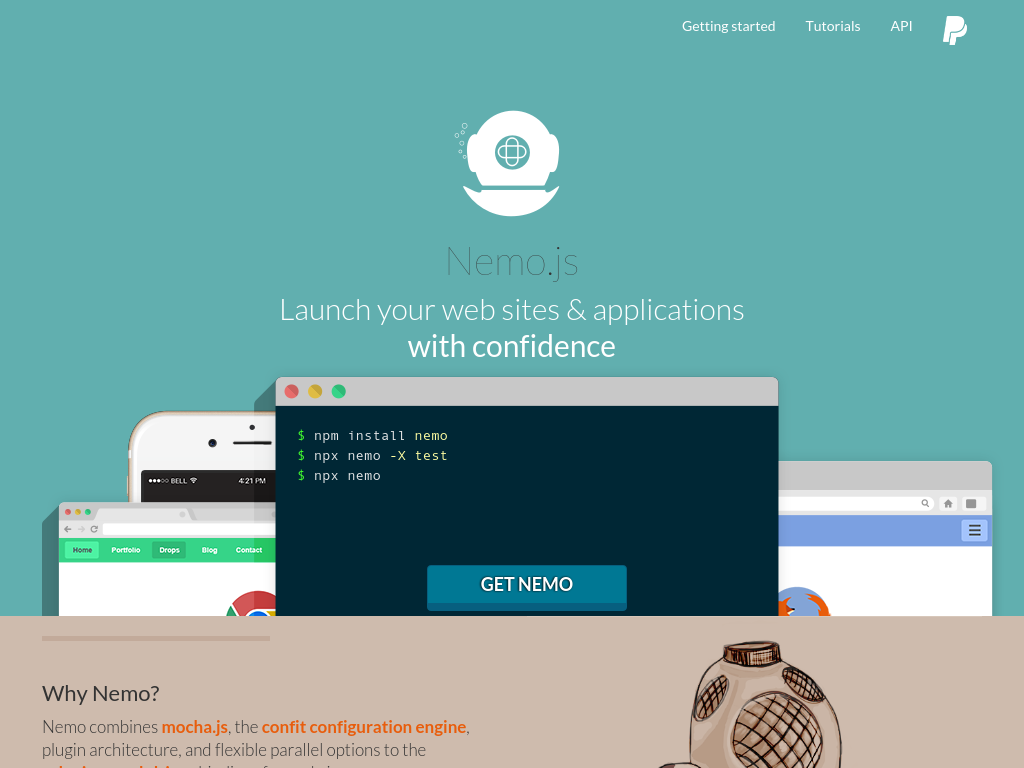 Getting started
Tutorials
API
Nemo.js
Launch your web sites & applications
with confidence
$ npm install nemo
$ npx nemo -X test
$ npx nemo
BELL
4:21 PM
Home
Portfolio
Drops
Blog
Contact
GET NEMO
Why Nemo?
Nemo combines mocha.js, the confit configuration engine,
plugin architecture, and flexible parallel options to the